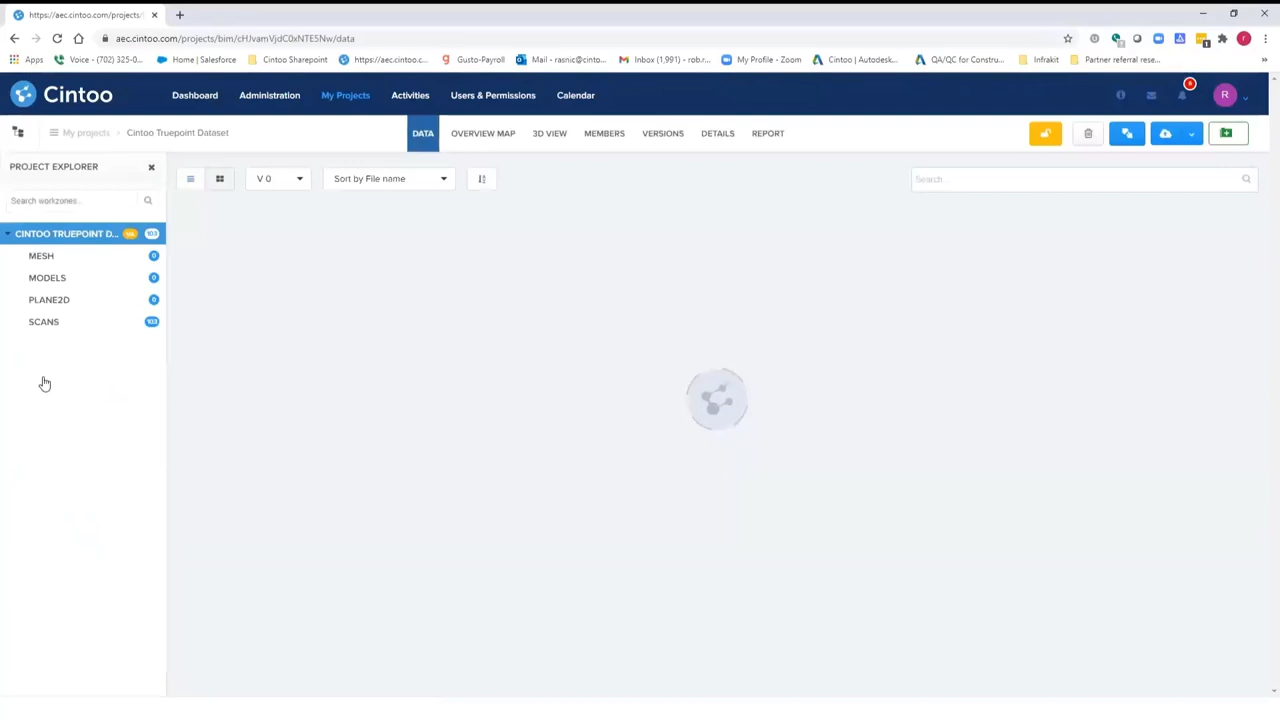 https://aec.cintoo.com/projects/
aec.cintoo.com/projects/bim/cHJvamVjdC0xNTE5Nw/data
Apps Voice - (702) 325-0... Home | Salesforce Cintoo Sharepoint https://aec.cintoo.c... Gusto-Payroll Mail - rasnic@cinto... Inbox (1,991) - rob.r... My Profile - Zoom Cintoo | Autodesk... QA/QC for Constru... Infrakit Partner referral rese...
Cintoo Dashboard Administration My Projects Activities Users & Permissions Calendar R
My projects > Cintoo Truepoint Dataset DATA OVERVIEW MAP 3D VIEW MEMBERS VERSIONS DETAILS REPORT
PROJECT EXPLORER
V 0 Sort by File name Search...
Search workzones...
CINTOO TRUEPOINT D... 103
MESH 0
MODELS 0
PLANE2D 0
SCANS 103